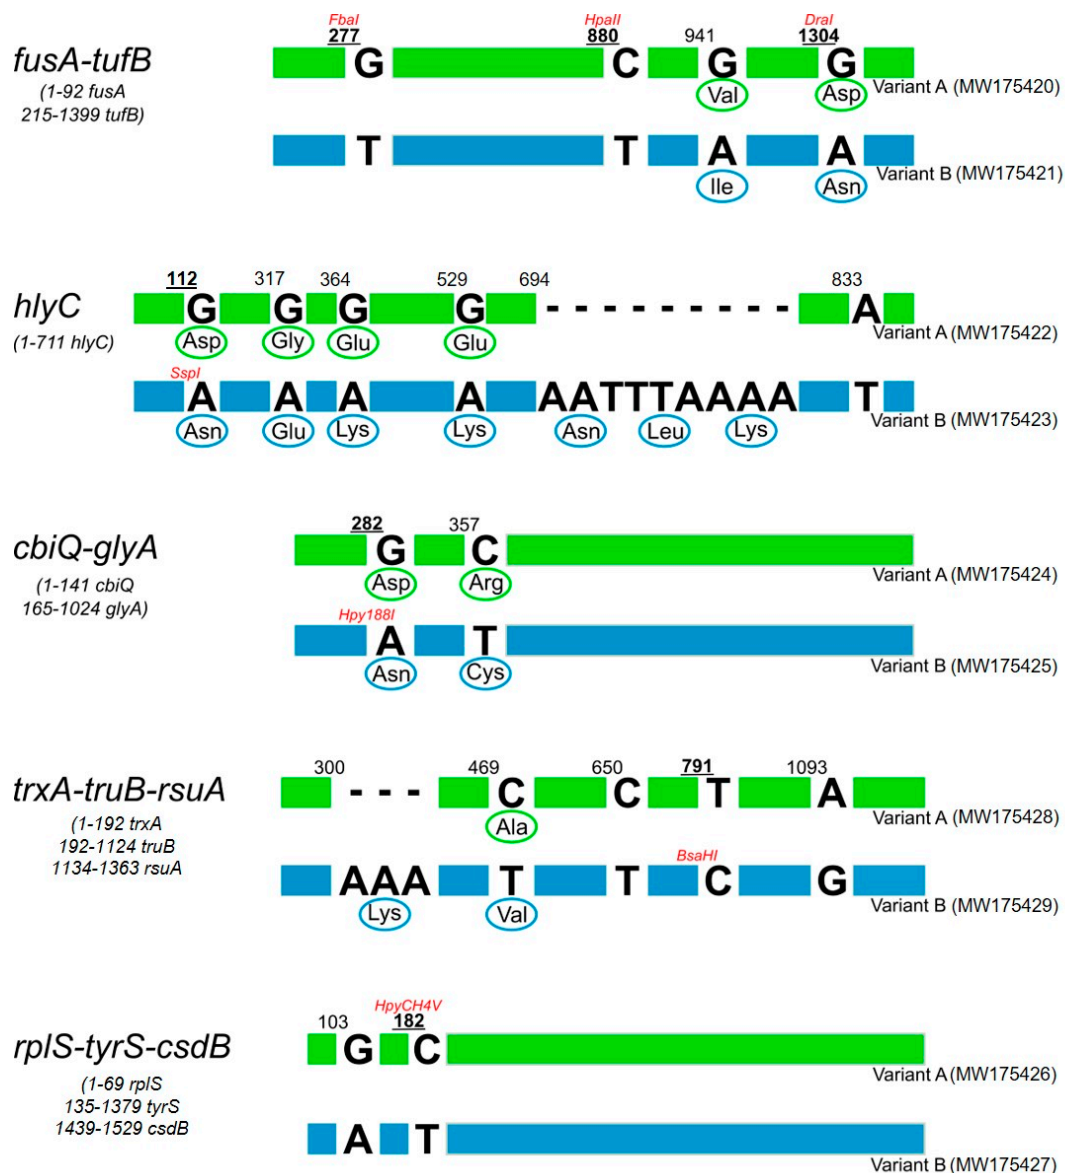 FbaI HpaII DraI
277 880 941 1304
fusA-tufB
G C G G
(1-92 fusA
215-1399 tufB)
Val Asp
Variant A (MW175420)
T T A A
Ile Asn
Variant B (MW175421)
112 317 364 529 694 833
hlyC
G G G G - - - - - - - - - A
(1-711 hlyC)
Asp Gly Glu Glu
Variant A (MW175422)
SspI
A A A A AATTTAAAA T
Asn Glu Lys Lys Asn Leu Lys
Variant B (MW175423)
282 357
cbiQ-glyA
G C
(1-141 cbiQ
165-1024 glyA)
Asp Arg
Variant A (MW175424)
Hpy188I
A T
Asn Cys
Variant B (MW175425)
300 469 650 791 1093
trxA-truB-rsuA
- - - C C T A
(1-192 trxA
192-1124 truB
1134-1363 rsuA
Ala
Variant A (MW175428)
BsaHI
AAA T T C G
Lys Val
Variant B (MW175429)
HpyCH4V
103 182
rplS-tyrS-csdB
G C
(1-69 rplS
135-1379 tyrS
1439-1529 csdB
Variant A (MW175426)
A T
Variant B (MW175427)